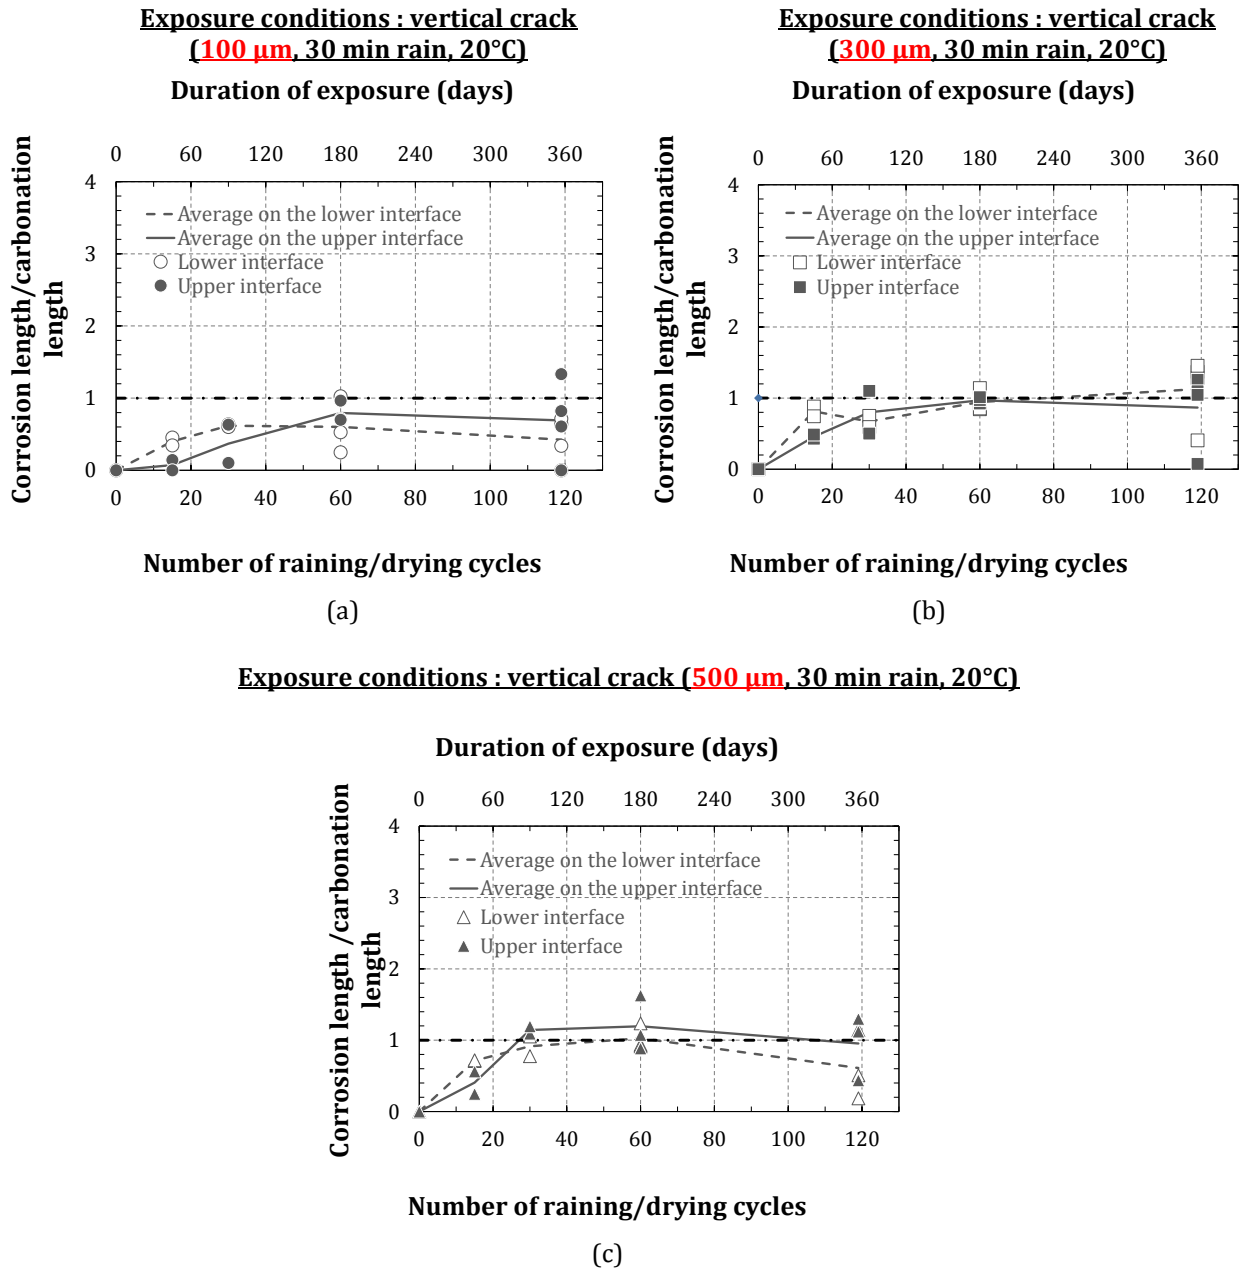 Exposure conditions : vertical crack
(100 µm, 30 min rain, 20°C)
Duration of exposure (days)
0 60 120 180 240 300 360
Corrosion length/carbonation
length
4
3
2
1
0
Average on the lower interface
Average on the upper interface
Lower interface
Upper interface
0 20 40 60 80 100 120
Number of raining/drying cycles
(a)
Exposure conditions : vertical crack
(300 µm, 30 min rain, 20°C)
Duration of exposure (days)
0 60 120 180 240 300 360
Corrosion length/carbonation
length
4
3
2
1
0
Average on the lower interface
Average on the upper interface
Lower interface
Upper interface
0 20 40 60 80 100 120
Number of raining/drying cycles
(b)
Exposure conditions : vertical crack (500 µm, 30 min rain, 20°C)
Duration of exposure (days)
0 60 120 180 240 300 360
Corrosion length /carbonation
length
4
3
2
1
0
Average on the lower interface
Average on the upper interface
Lower interface
Upper interface
0 20 40 60 80 100 120
Number of raining/drying cycles
(c)